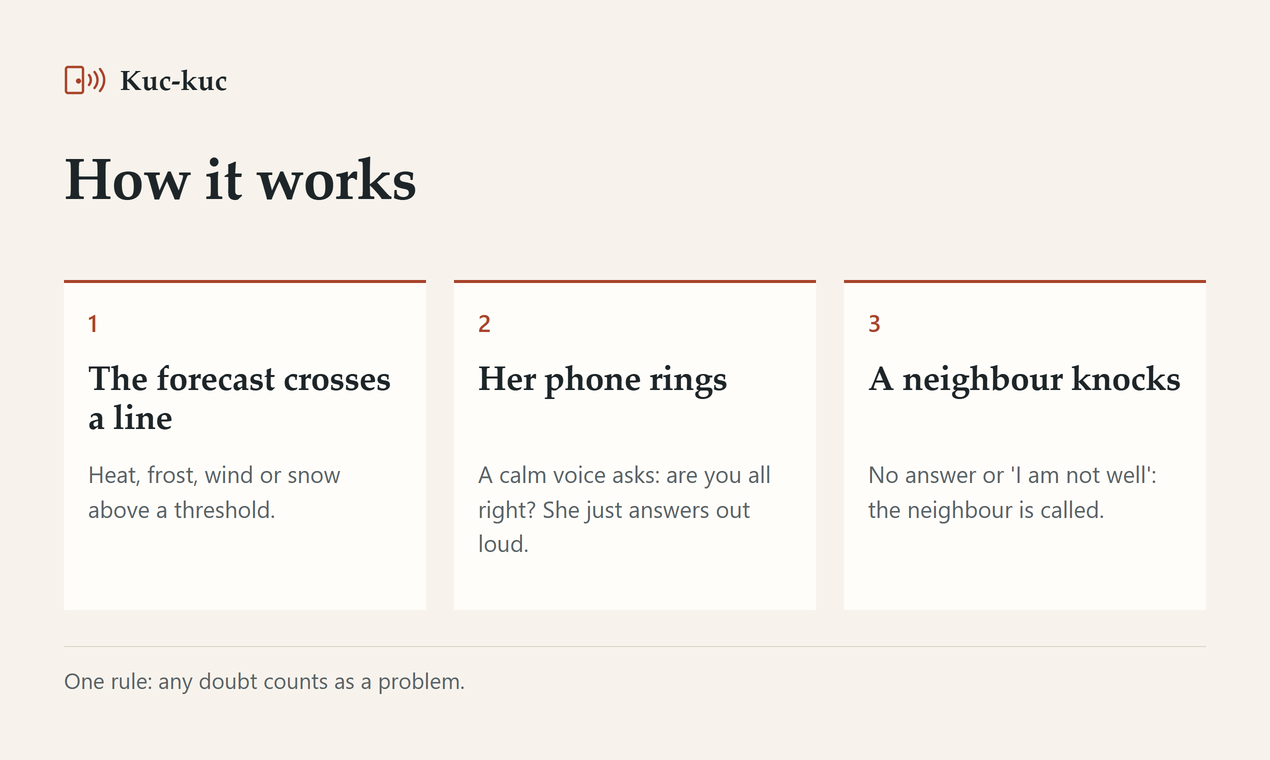 Kuc-kuc
How it works
1
The forecast crosses
a line
Heat, frost, wind or snow
above a threshold.
2
Her phone rings
A calm voice asks: are you all
right? She just answers out
loud.
3
A neighbour knocks
No answer or 'I am not well':
the neighbour is called.
One rule: any doubt counts as a problem.